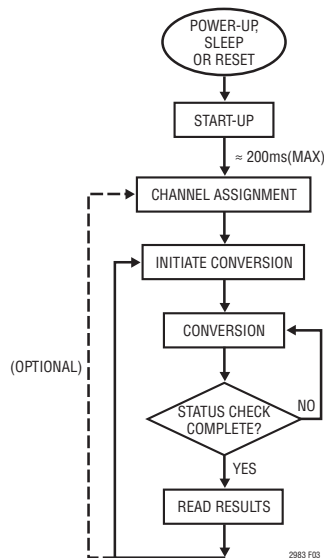 POWER-UP,
SLEEP
OR RESET
START-UP
≈ 200ms(MAX)
CHANNEL ASSIGNMENT
INITIATE CONVERSION
CONVERSION
(OPTIONAL)
STATUS CHECK
COMPLETE?
NO
YES
READ RESULTS
2983 F03